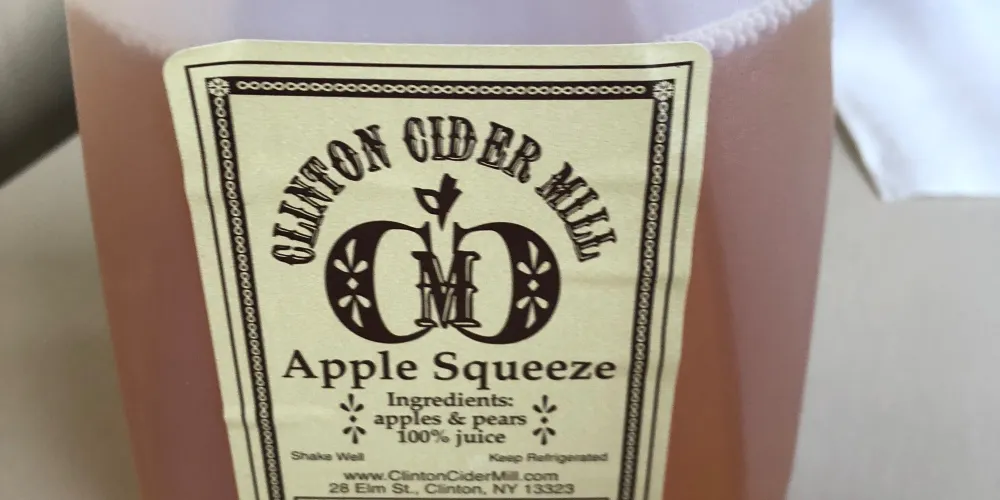 CLINTON CIDER MILL
CMC
Apple Squeeze
Ingredients:
apples & pears
100% juice
Shake Well Keep Refrigerated
www.ClintonCiderMill.com
28 Elm St., Clinton, NY 13323